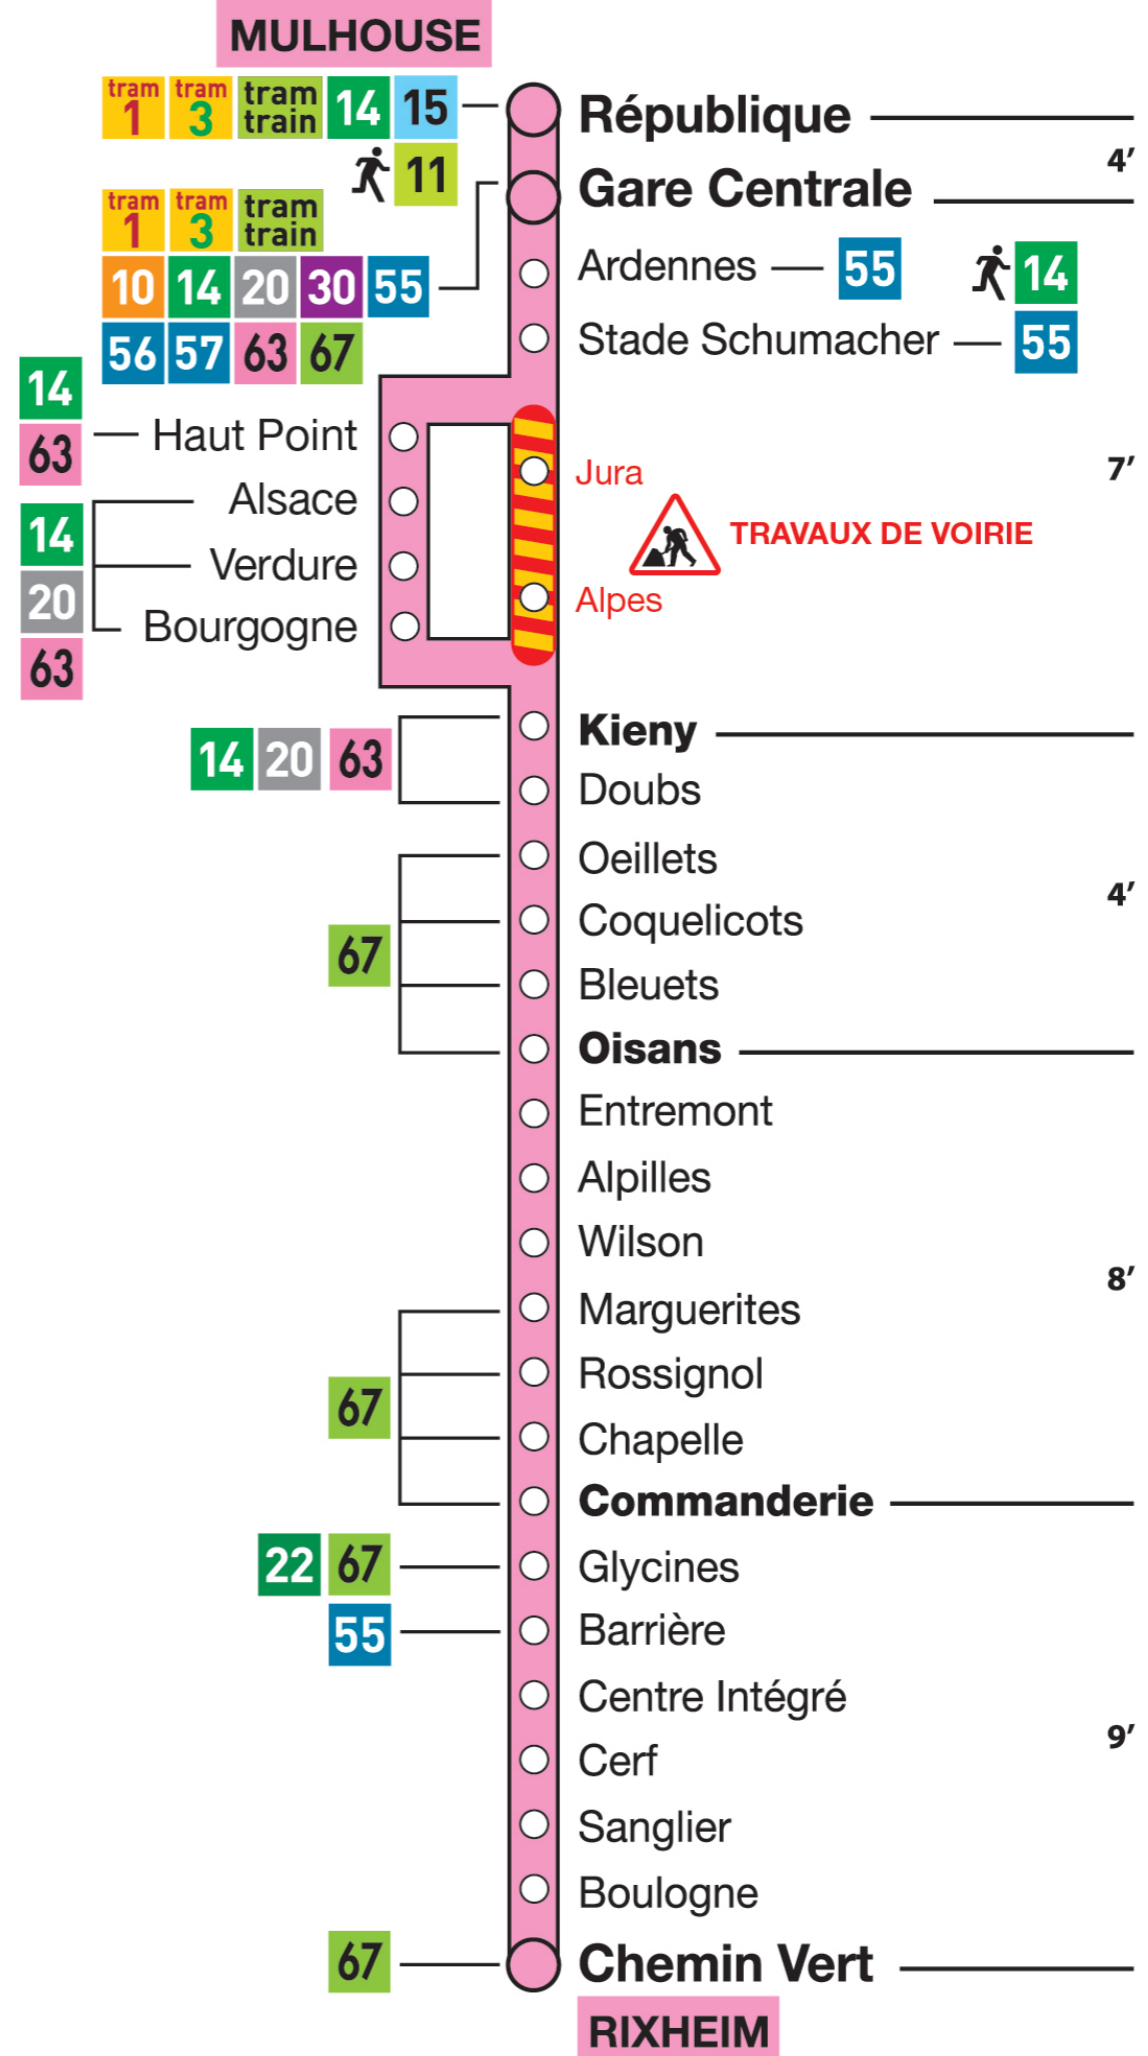 MULHOUSE
tram 1 tram 3 tram train 14 15
République
11
4’
Gare Centrale
tram 1 tram 3 tram train
10 14 20 30 55
56 57 63 67
Ardennes 55 14
Stade Schumacher 55
14
63
Haut Point
Jura
7’
Alsace
14
20
63
Verdure
Bourgogne
TRAVAUX DE VOIRIE
Alpes
Kieny
14 20 63
Doubs
Oeillets
4’
Coquelicots
67
Bleuets
Oisans
Entremont
Alpilles
Wilson
8’
Marguerites
Rossignol
67
Chapelle
Commanderie
22 67
Glycines
55
Barrière
Centre Intégré
9’
Cerf
Sanglier
Boulogne
67
Chemin Vert
RIXHEIM